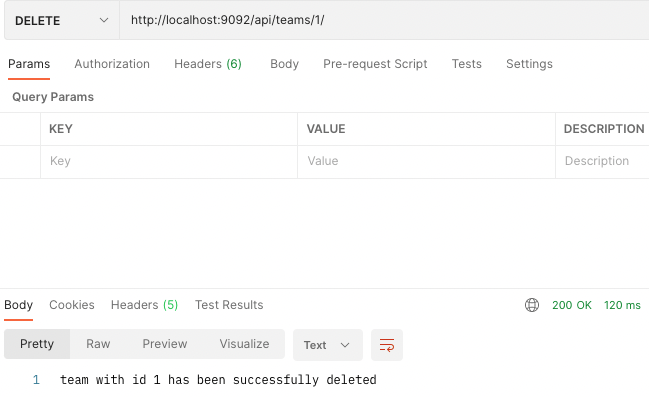 DELETE http://localhost:9092/api/teams/1/
Params Authorization Headers (6) Body Pre-request Script Tests Settings
Query Params
KEY VALUE DESCRIPTION
Key Value Description
Body Cookies Headers (5) Test Results 200 OK 120 ms
Pretty Raw Preview Visualize Text
1 team with id 1 has been successfully deleted